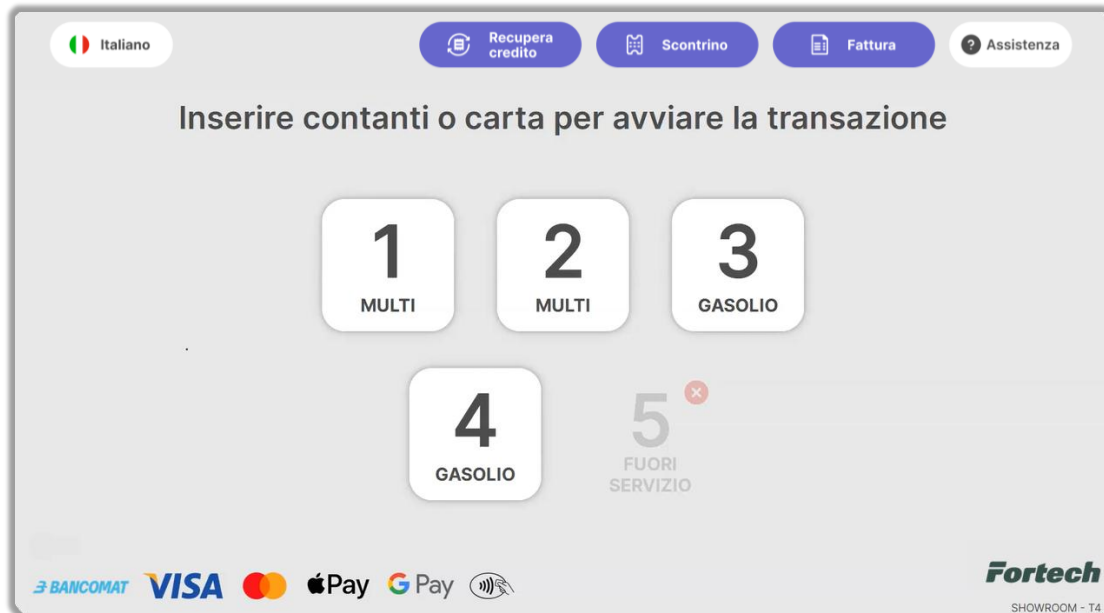 Italiano
Recupera
credito
Scontrino
Fattura
? Assistenza
Inserire contanti o carta per avviare la transazione
1
MULTI
2
MULTI
3
GASOLIO
4
GASOLIO
5
FUORI
SERVIZIO
BANCOMAT
VISA
Pay
G Pay
Fortech
SHOWROOM - T4